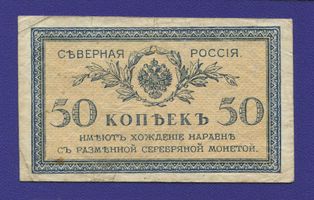 СѢВЕРНАЯ РОССІЯ.
50 КОПѢЕКЪ 50
ИМѢЮТЪ ХОЖДЕНІЕ НАРАВНѢ
СЪ РАЗМѢННОЙ СЕРЕБРЯНОЙ МОНЕТОЙ.